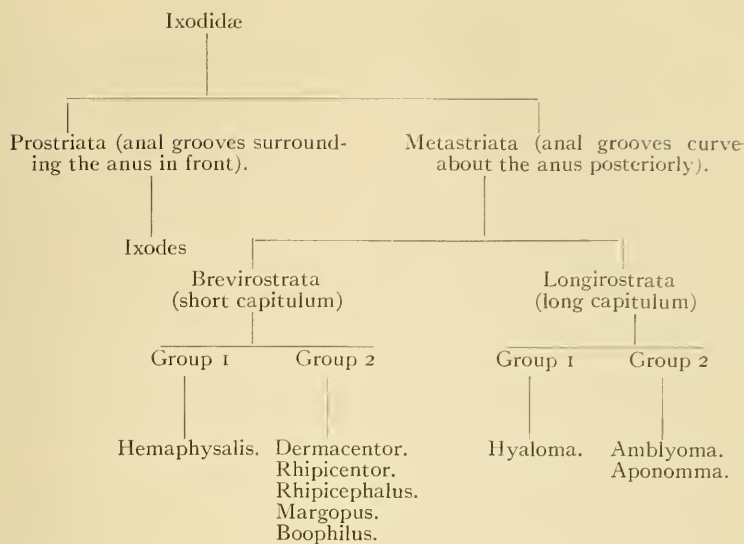 Ixodidæ
Prostriata (anal grooves surround-
ing the anus in front).
Metastriata (anal grooves curve
about the anus posteriorly).
Ixodes
Brevirostrata
(short capitulum)
Longirostrata
(long capitulum)
Group 1
Group 2
Group 1
Group 2
Hemaphysalis.
Dermacentor.
Rhipicentor.
Rhipicephalus.
Margopus.
Boophilus.
Hyaloma.
Amblyoma.
Aponomma.